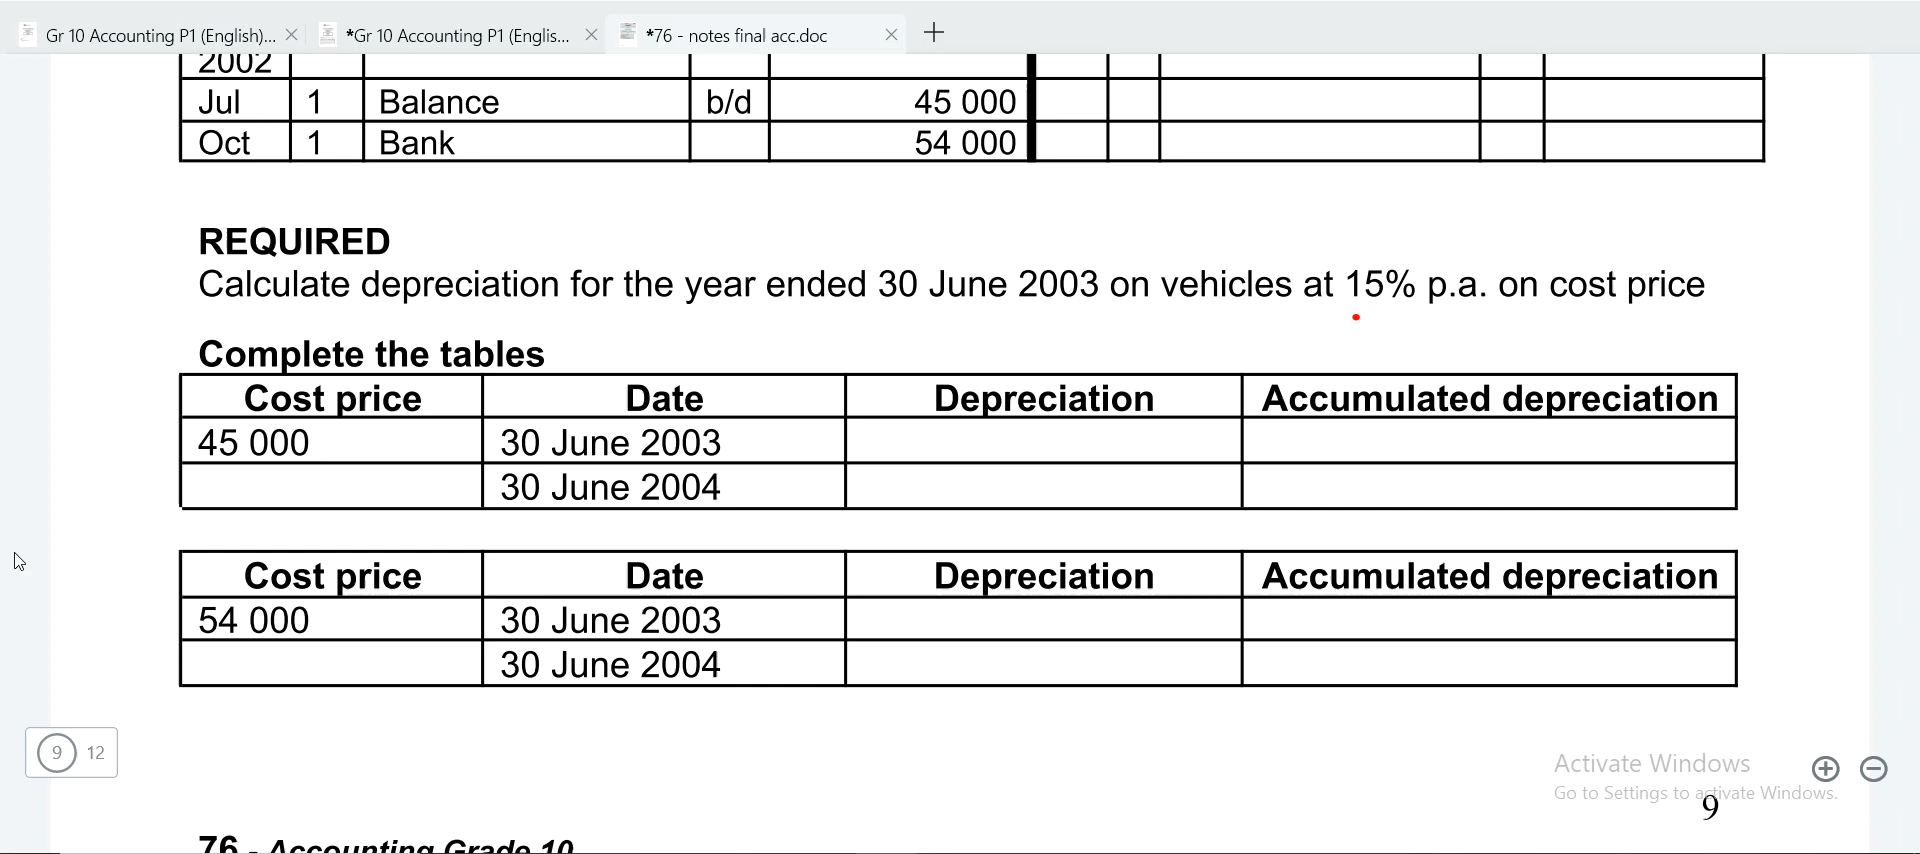 Gr 10 Accounting P1 (English)... *Gr 10 Accounting P1 (Englis... *76 - notes final acc.doc
2002
Jul 1 Balance b/d 45 000
Oct 1 Bank 54 000
REQUIRED
Calculate depreciation for the year ended 30 June 2003 on vehicles at 15% p.a. on cost price
Complete the tables
Cost price Date Depreciation Accumulated depreciation
45 000 30 June 2003
30 June 2004
Cost price Date Depreciation Accumulated depreciation
54 000 30 June 2003
30 June 2004
9 12
Activate Windows
Go to Settings to activate Windows.
9
76 - Accounting Grade 10